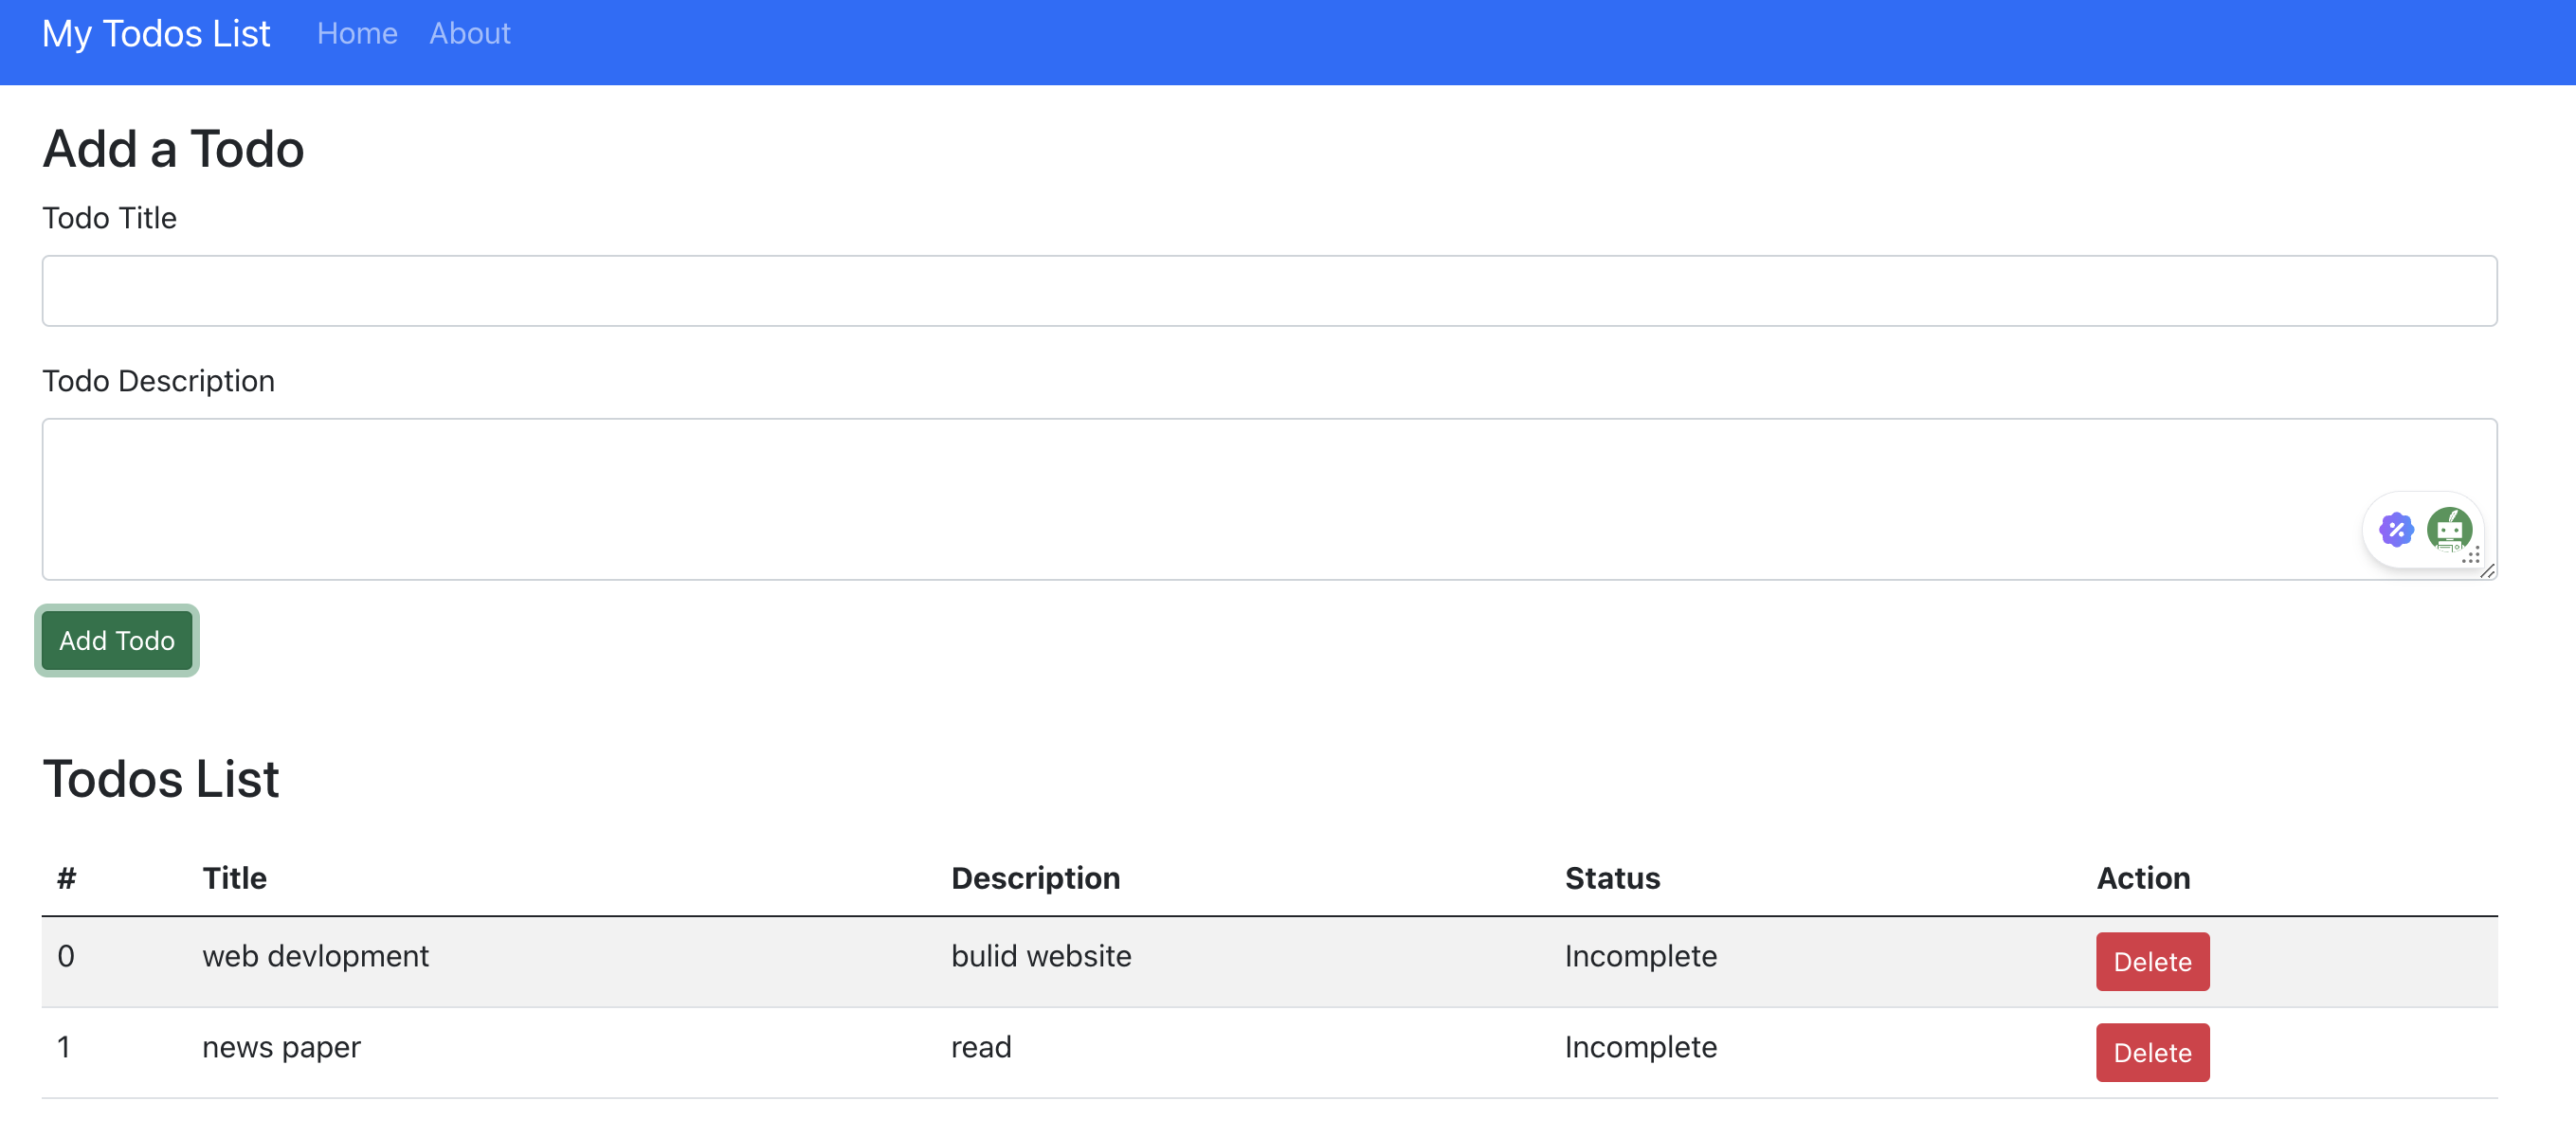 My Todos List Home About
Add a Todo
Todo Title
Todo Description
Add Todo
Todos List
# Title Description Status Action
0 web devlopment bulid website Incomplete Delete
1 news paper read Incomplete Delete